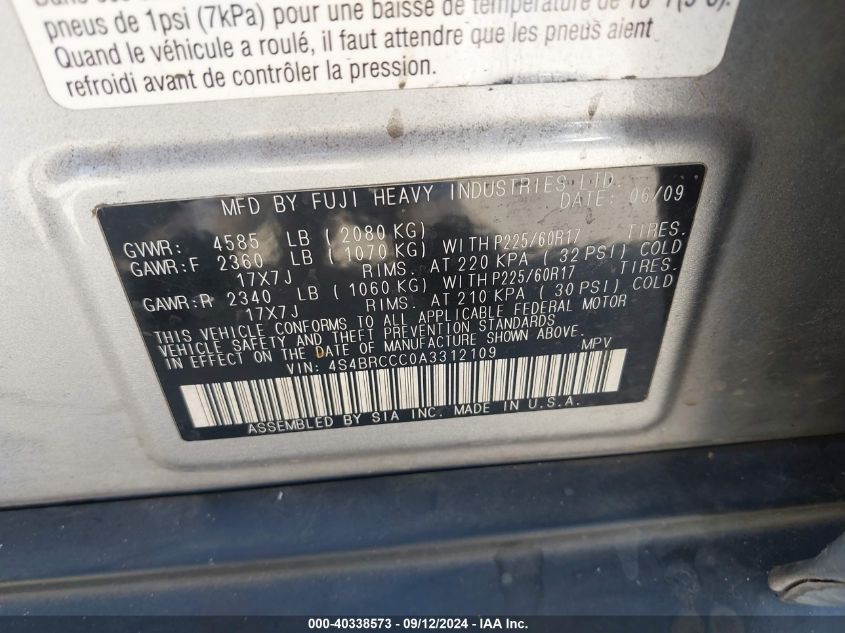 pneus de 1psi (7kPa) pour une baisse de température de
Quand le véhicule a roulé, il faut attendre que les pneus aient
refroidi avant de contrôler la pression.
MFD BY FUJI HEAVY INDUSTRIES LTD.
DATE: 06/09
GVWR: 4585 LB ( 2080 KG)
GAWR:F 2360 LB ( 1070 KG) WITH P225/60R17 TIRES.
17X7J RIMS. AT 220 KPA ( 32 PSI) COLD
GAWR:R 2340 LB ( 1060 KG) WITH P225/60R17 TIRES.
17X7J RIMS. AT 210 KPA ( 30 PSI) COLD
THIS VEHICLE CONFORMS TO ALL APPLICABLE FEDERAL MOTOR
VEHICLE SAFETY AND THEFT PREVENTION STANDARDS
IN EFFECT ON THE DATE OF MANUFACTURE SHOWN ABOVE.
VIN: 4S4BRCCC0A3312109 MPV
ASSEMBLED BY SIA INC. MADE IN U.S.A.
000-40338573 - 09/12/2024 - IAA Inc.